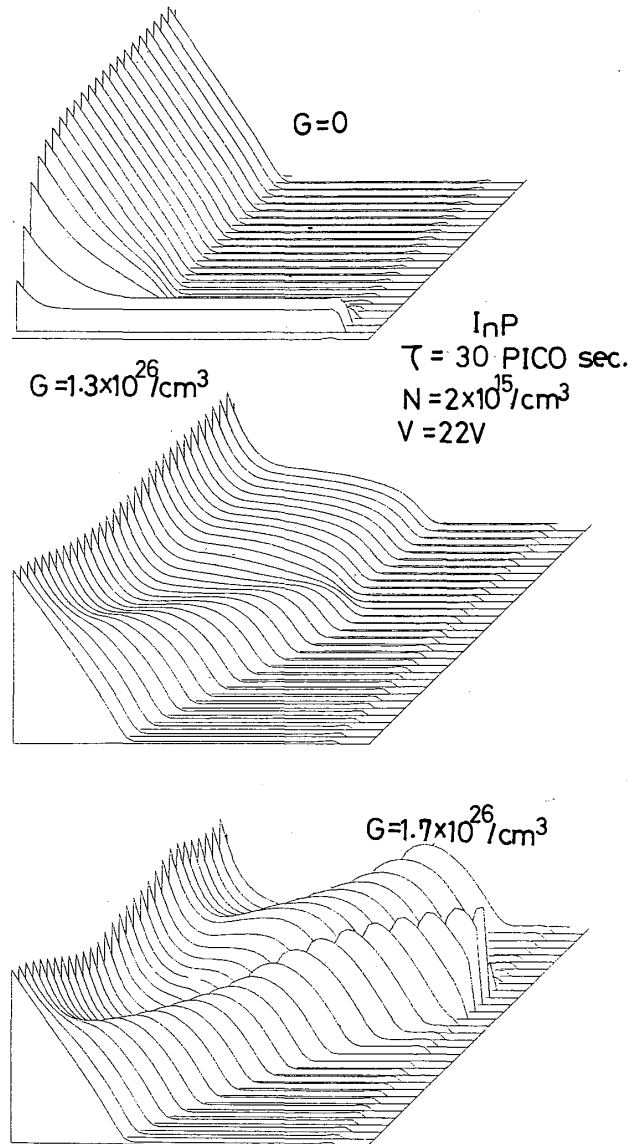 G=0
InP
τ = 30 PICO sec.
N = 2×10¹⁵/cm³
V = 22V
G =1.3×10²⁶/cm³
G=1.7×10²⁶/cm³